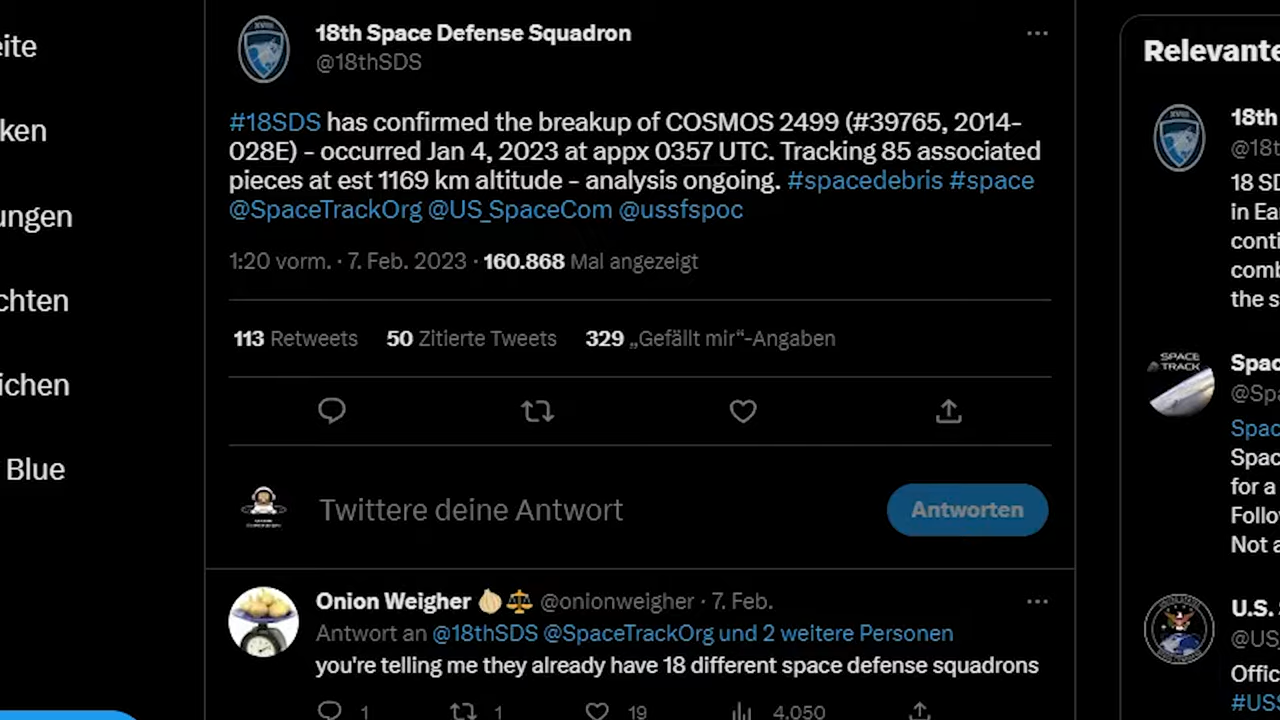 eite
ken
ungen
chten
ichen
Blue
18th Space Defense Squadron
@18thSDS
#18SDS has confirmed the breakup of COSMOS 2499 (#39765, 2014-
028E) – occurred Jan 4, 2023 at appx 0357 UTC. Tracking 85 associated
pieces at est 1169 km altitude – analysis ongoing. #spacedebris #space
@SpaceTrackOrg @US_SpaceCom @ussfspoc
1:20 vorm. · 7. Feb. 2023 · 160.868 Mal angezeigt
113 Retweets 50 Zitierte Tweets 329 „Gefällt mir“-Angaben
Twittere deine Antwort
Antworten
Onion Weigher 🧅⚖️ @onionweigher · 7. Feb.
Antwort an @18thSDS @SpaceTrackOrg und 2 weitere Personen
you're telling me they already have 18 different space defense squadrons
1 1 19 4.050
Relevante
18th
@18t
18 SD
in Ea
conti
comb
the s
SPACE
TRACK
Spac
@Spa
Spac
Spac
for a
Follo
Not a
U.S.
@US
Offic
#USS